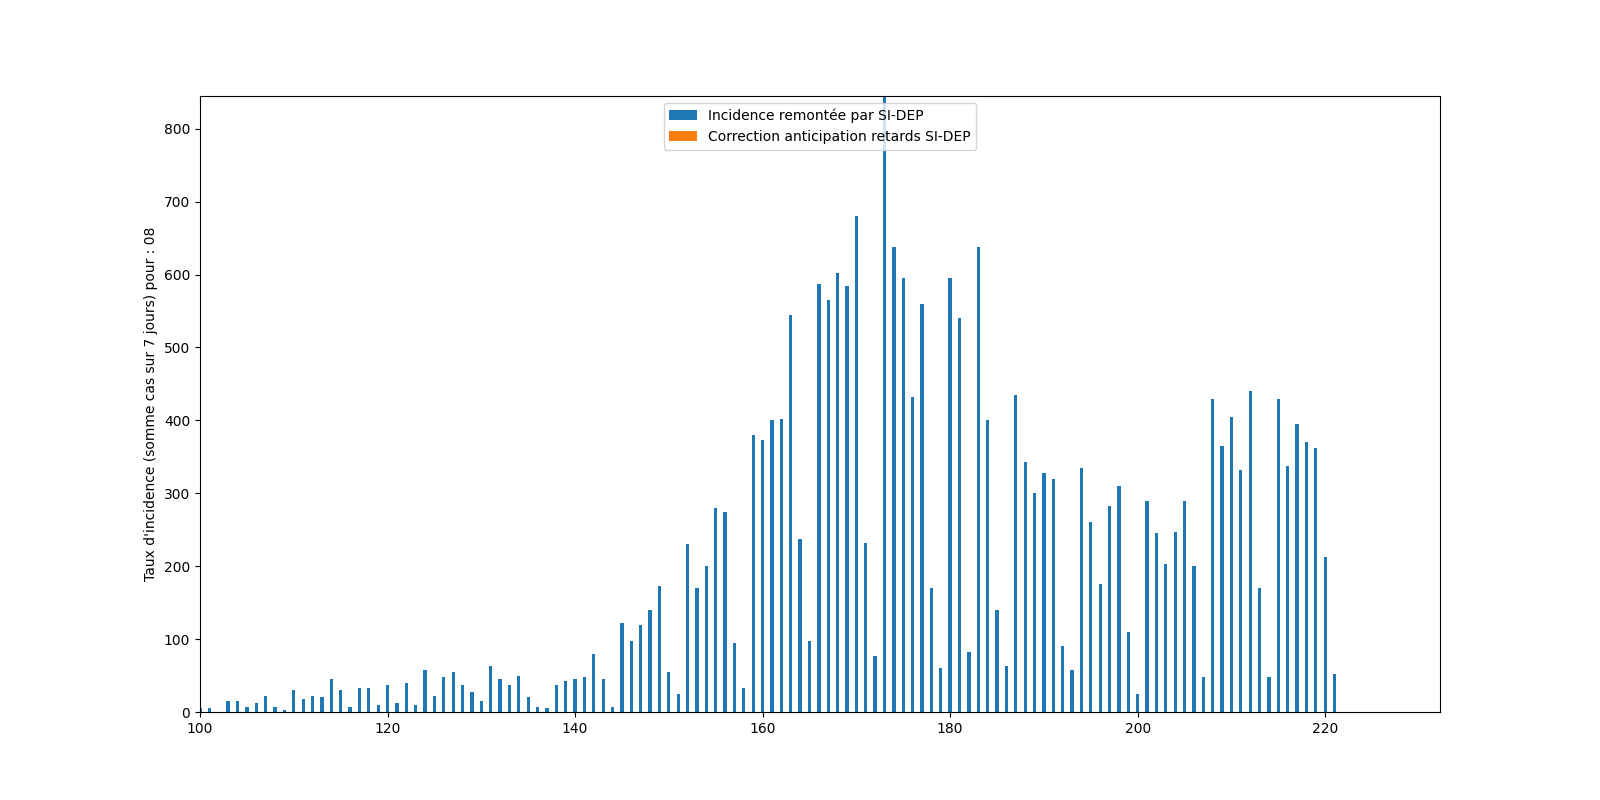 Incidence remontée par SI-DEP
Correction anticipation retards SI-DEP
Taux d'incidence (somme cas sur 7 jours) pour : 08
800
700
600
500
400
300
200
100
0
100 120 140 160 180 200 220